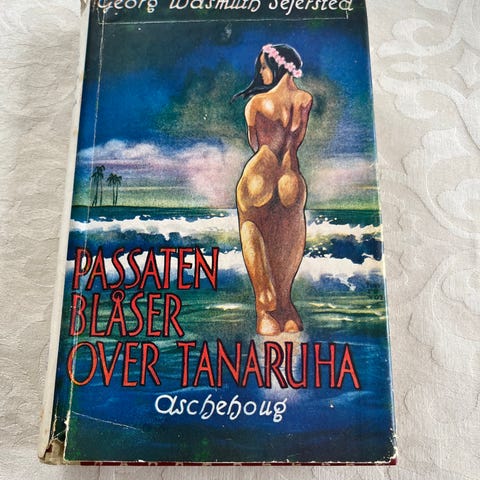 Georg Wasmuth Sejersted
PASSATEN
BLÅSER
OVER TANARUHA
Aschehoug